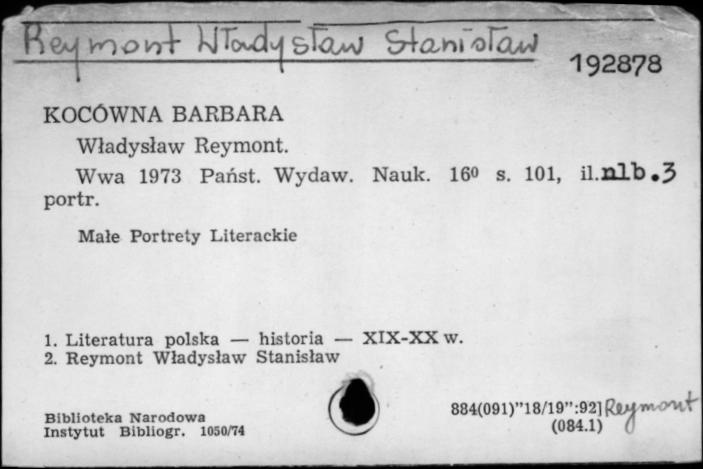 Reymont Władysław Stanisław
192878
KOCÓWNA BARBARA
Władysław Reymont.
Wwa 1973 Państ. Wydaw. Nauk. 16⁰ s. 101, il. nlb. 3
portr.
Małe Portrety Literackie
1. Literatura polska — historia — XIX-XX w.
2. Reymont Władysław Stanisław
Biblioteka Narodowa
Instytut Bibliogr. 1050/74
884(091)”18/19”:92] Reymont
(084.1)